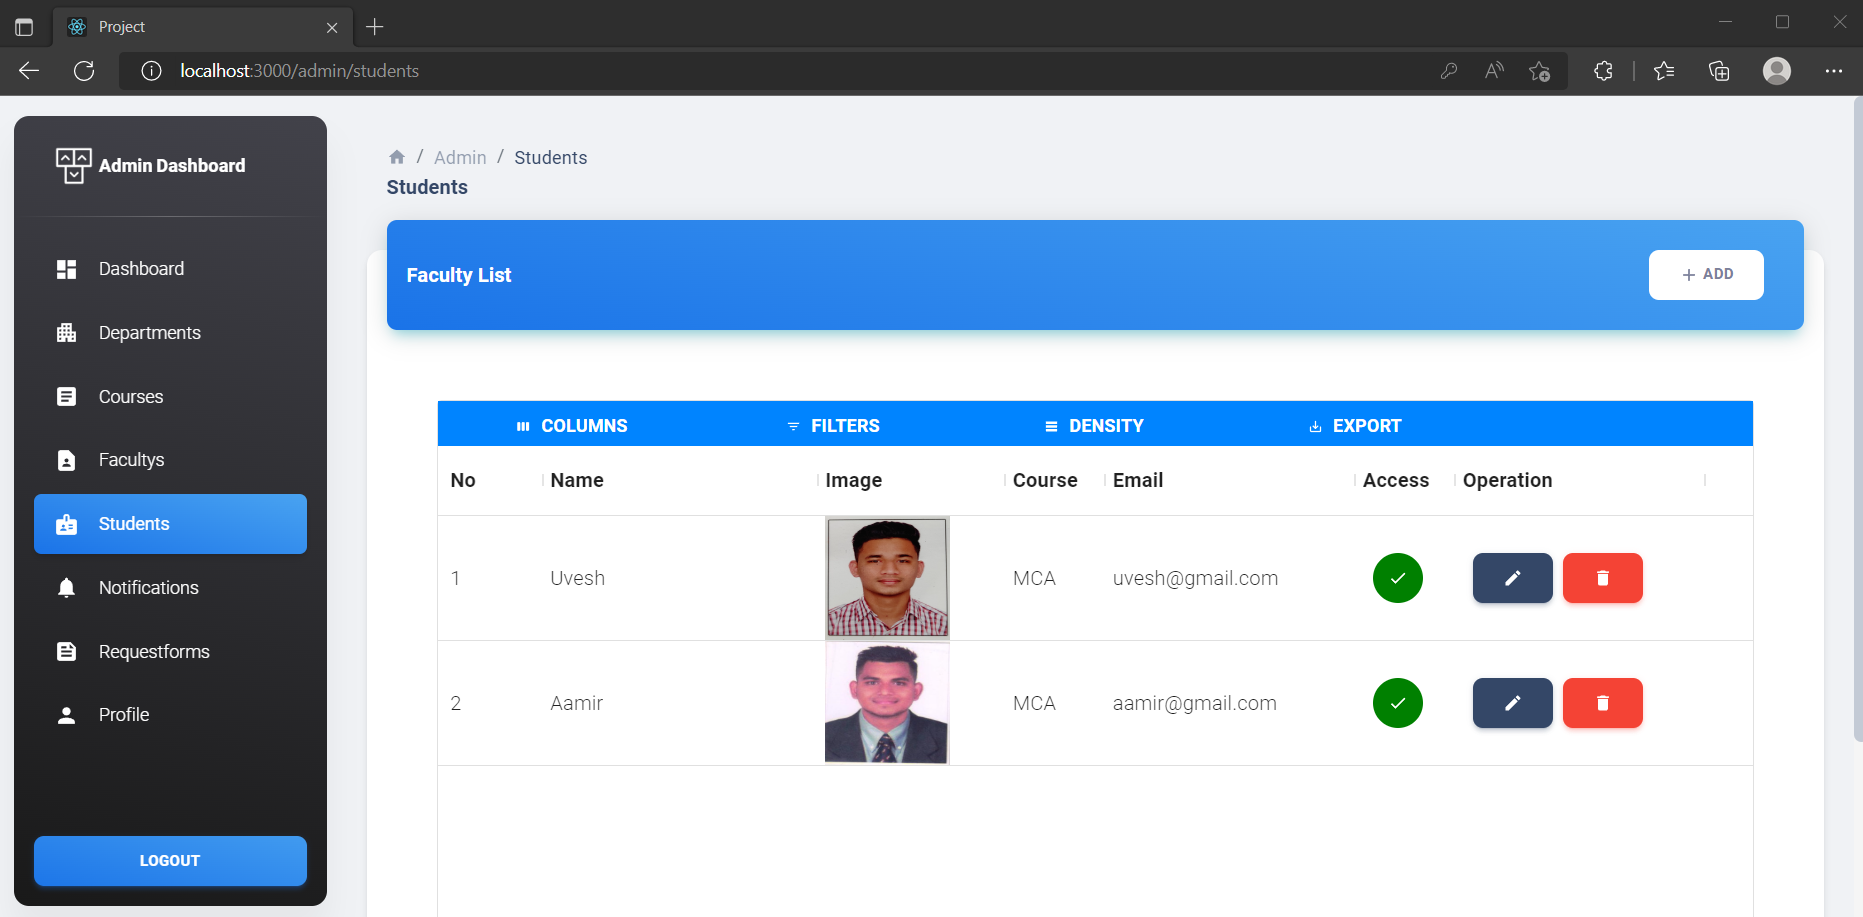 Project
localhost:3000/admin/students
Admin Dashboard
Dashboard
Departments
Courses
Facultys
Students
Notifications
Requestforms
Profile
LOGOUT
/ Admin / Students
Students
Faculty List
+ ADD
COLUMNS FILTERS DENSITY EXPORT
No Name Image Course Email Access Operation
1 Uvesh MCA uvesh@gmail.com
2 Aamir MCA aamir@gmail.com